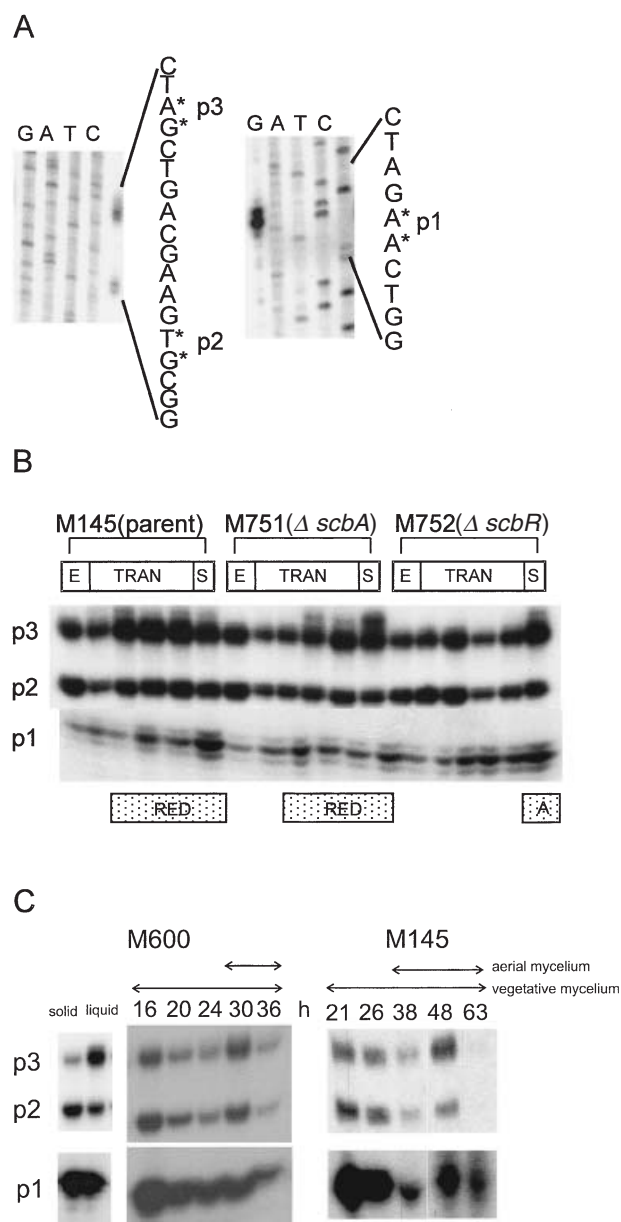 A
G A T C
C
T
A*
G*
p3
C
T
G
A
C
G
A
A
G
T*
G*
p2
C
G
G
G A T C
C
T
A
G
A*
A*
p1
C
T
G
G
B
M145(parent) M751(Δ scbA) M752(Δ scbR)
E TRAN S E TRAN S E TRAN S
p3
p2
p1
RED RED A
C
M600 M145
aerial mycelium
vegetative mycelium
solid liquid 16 20 24 30 36 h 21 26 38 48 63
p3
p2
p1